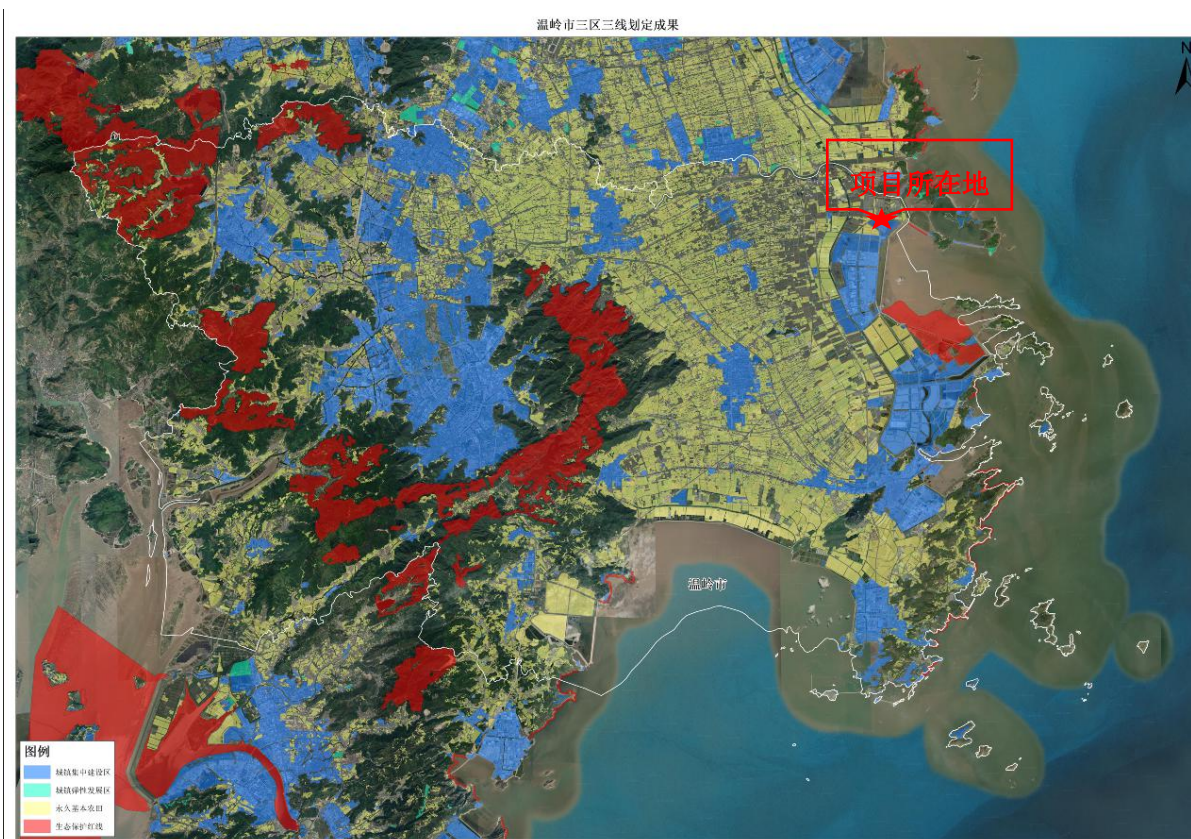 温岭市三区三线划定成果
N
项目所在地
温岭市
图例
城镇集中建设区
城镇弹性发展区
永久基本农田
生态保护红线